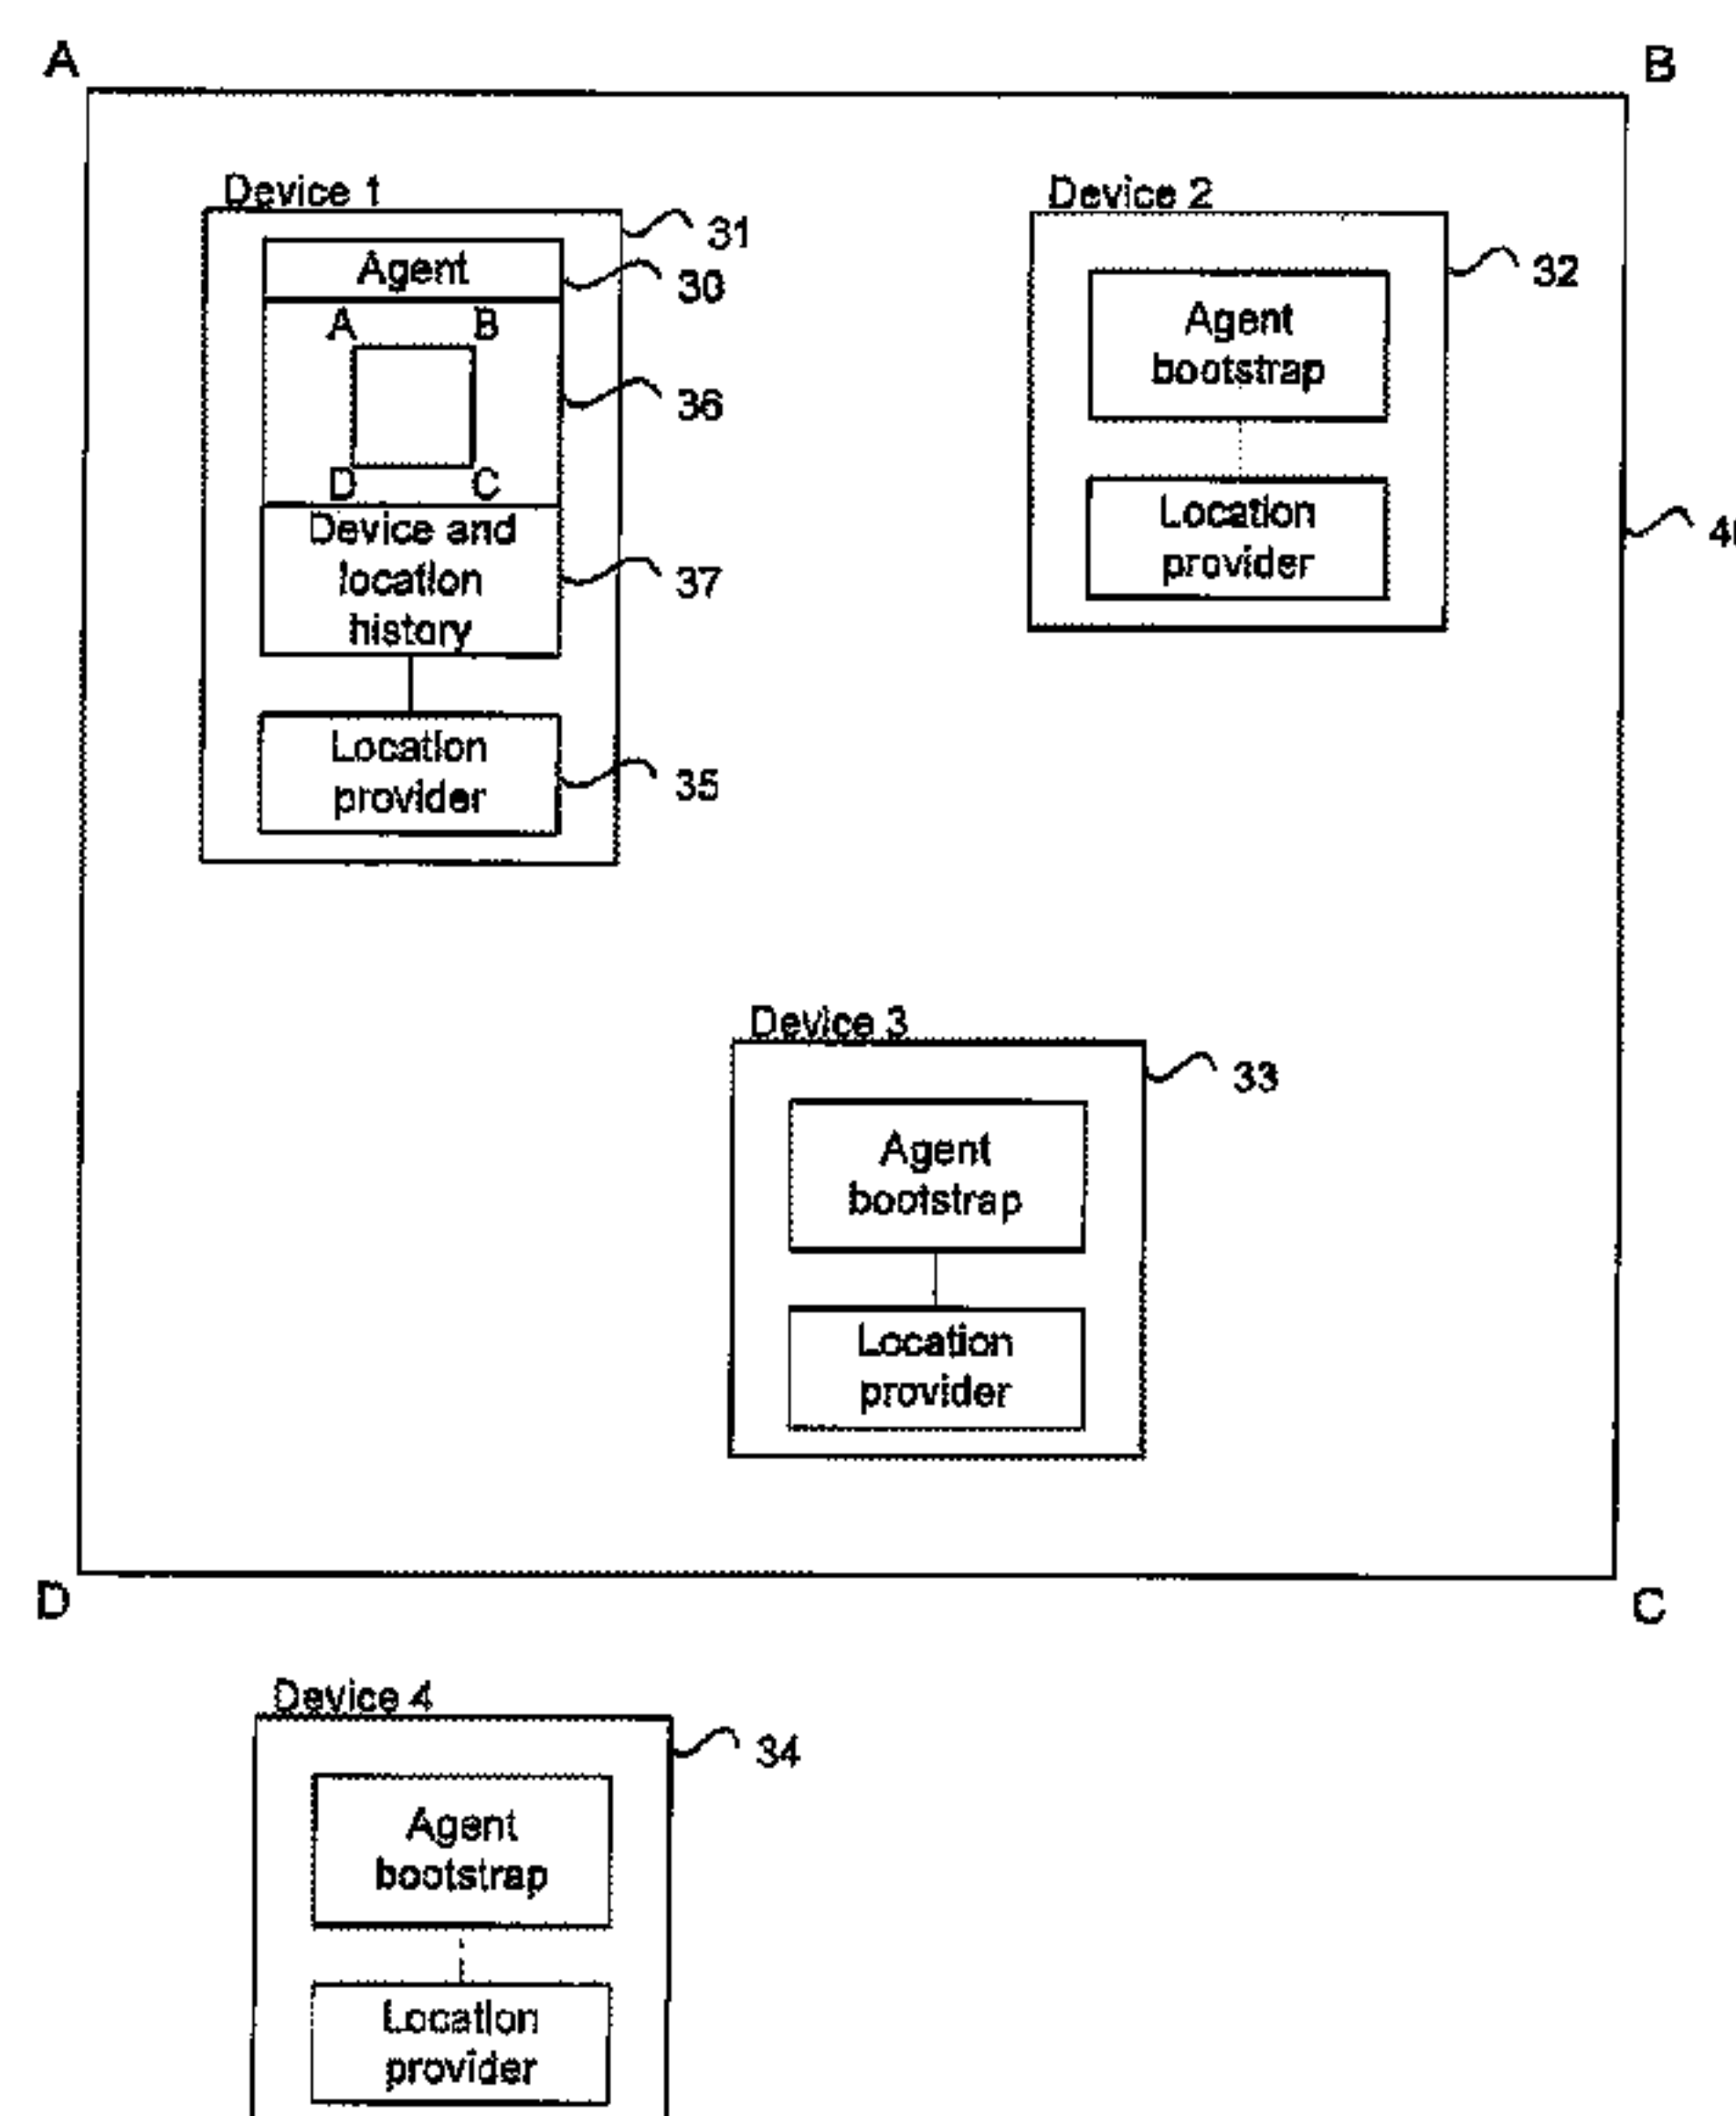 A
B
Device 1
31
Agent
30
A
B
36
D
C
Device and
location
history
37
Location
provider
35
Device 2
32
Agent
bootstrap
Location
provider
Device 3
33
Agent
bootstrap
Location
provider
D
C
Device 4
34
Agent
bootstrap
Location
provider